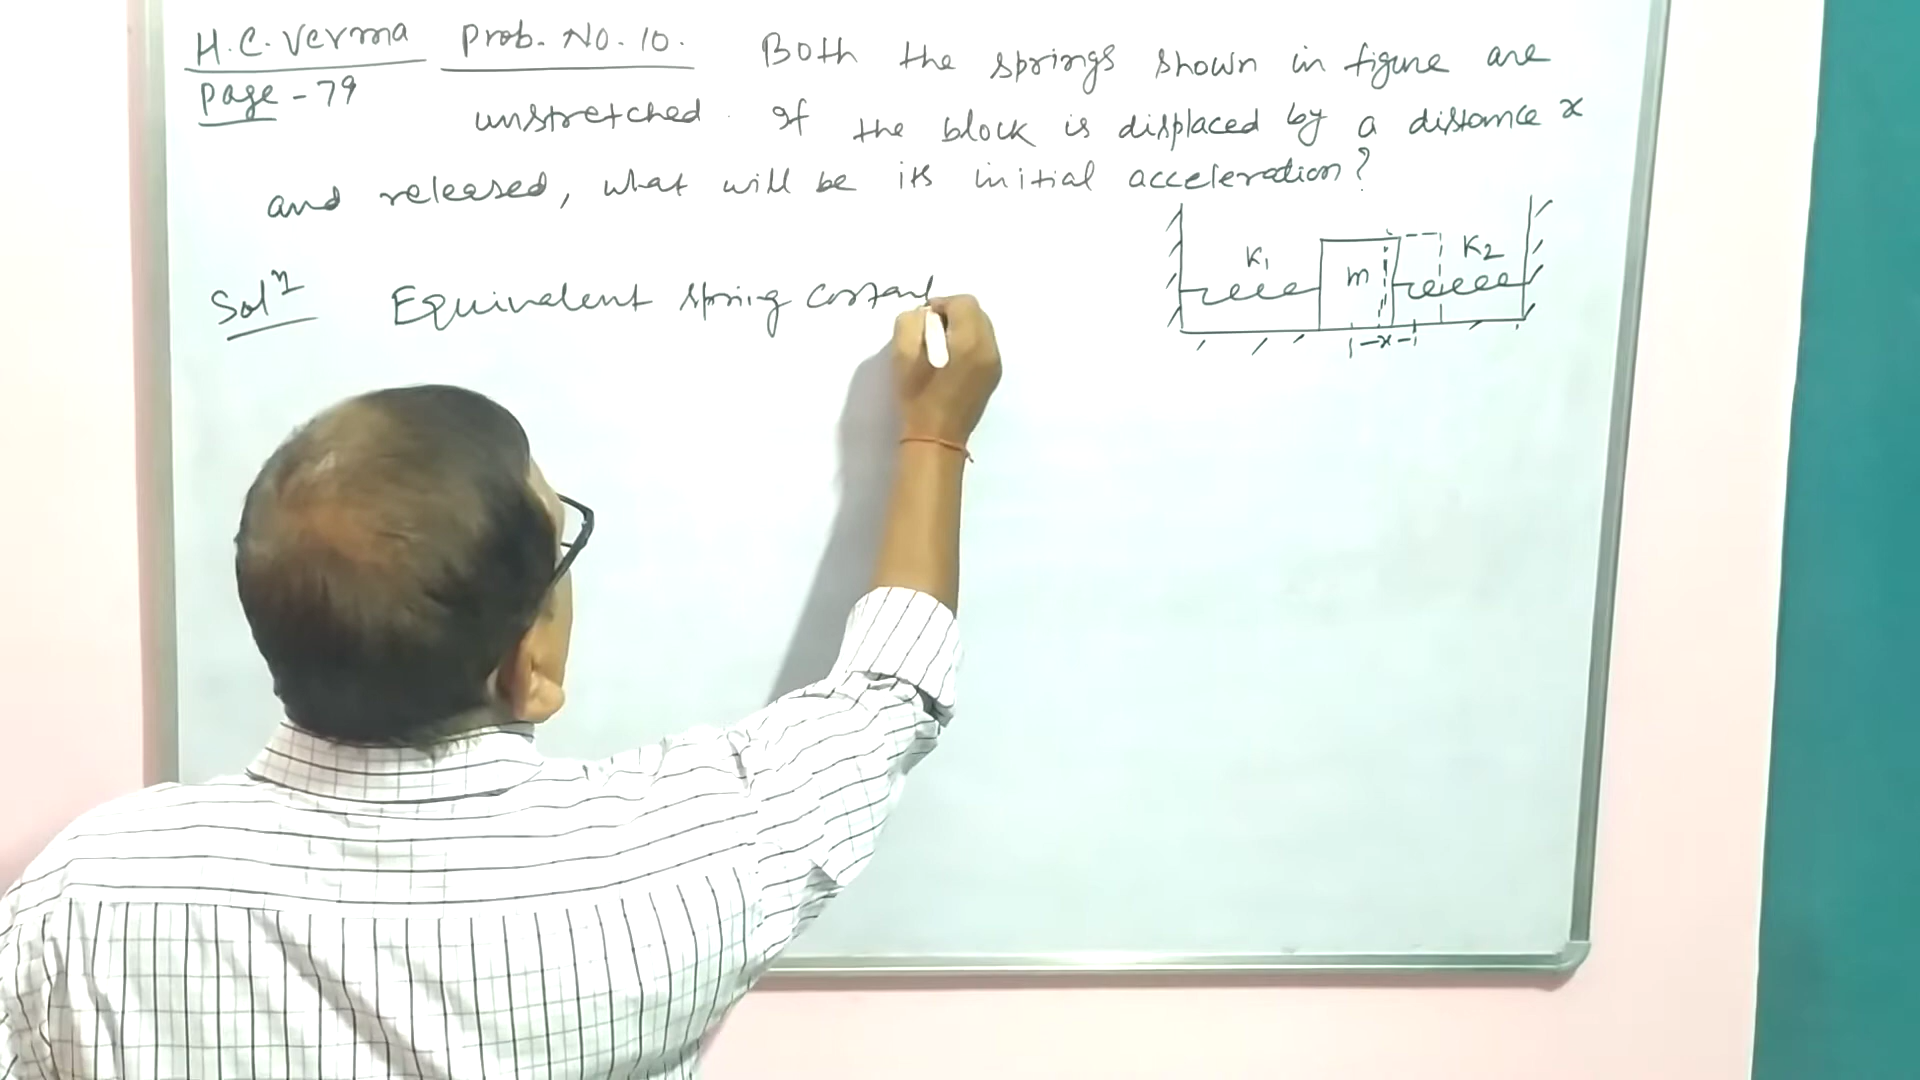 H.C. Verma Prob. No. 10. Both the springs shown in figure are
Page - 79 unstretched. If the block is displaced by a distance x
and released, what will be its initial acceleration?
K₁ m K₂
Solⁿ Equivalent spring constant
x